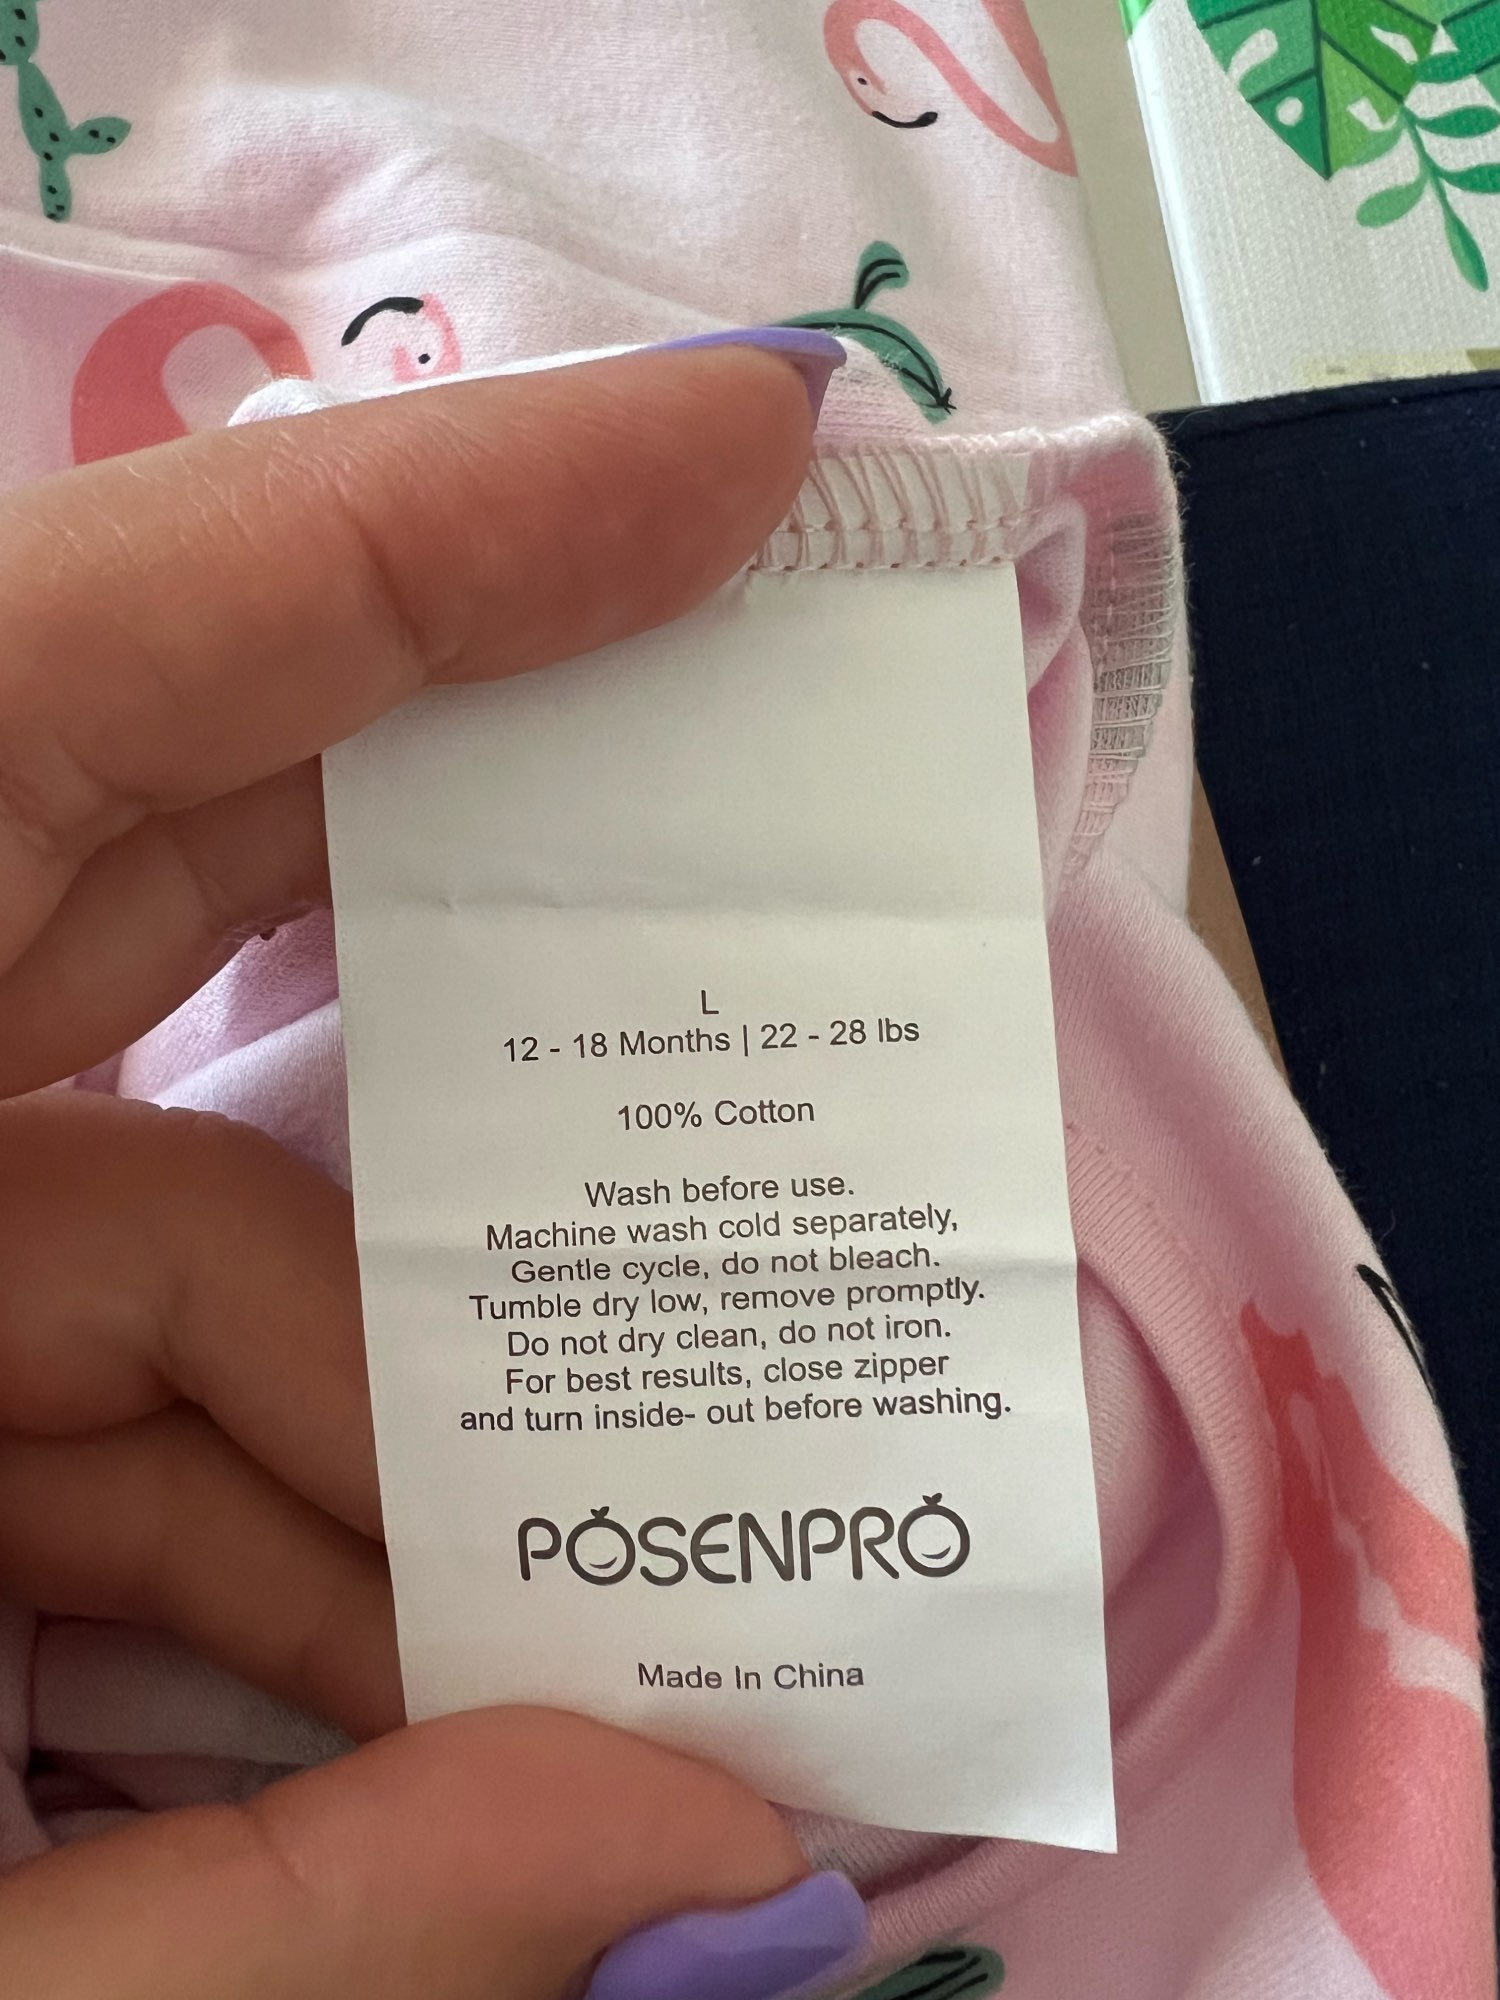 L
12 - 18 Months | 22 - 28 lbs
100% Cotton
Wash before use.
Machine wash cold separately,
Gentle cycle, do not bleach.
Tumble dry low, remove promptly.
Do not dry clean, do not iron.
For best results, close zipper
and turn inside- out before washing.
POSENPRO
Made In China